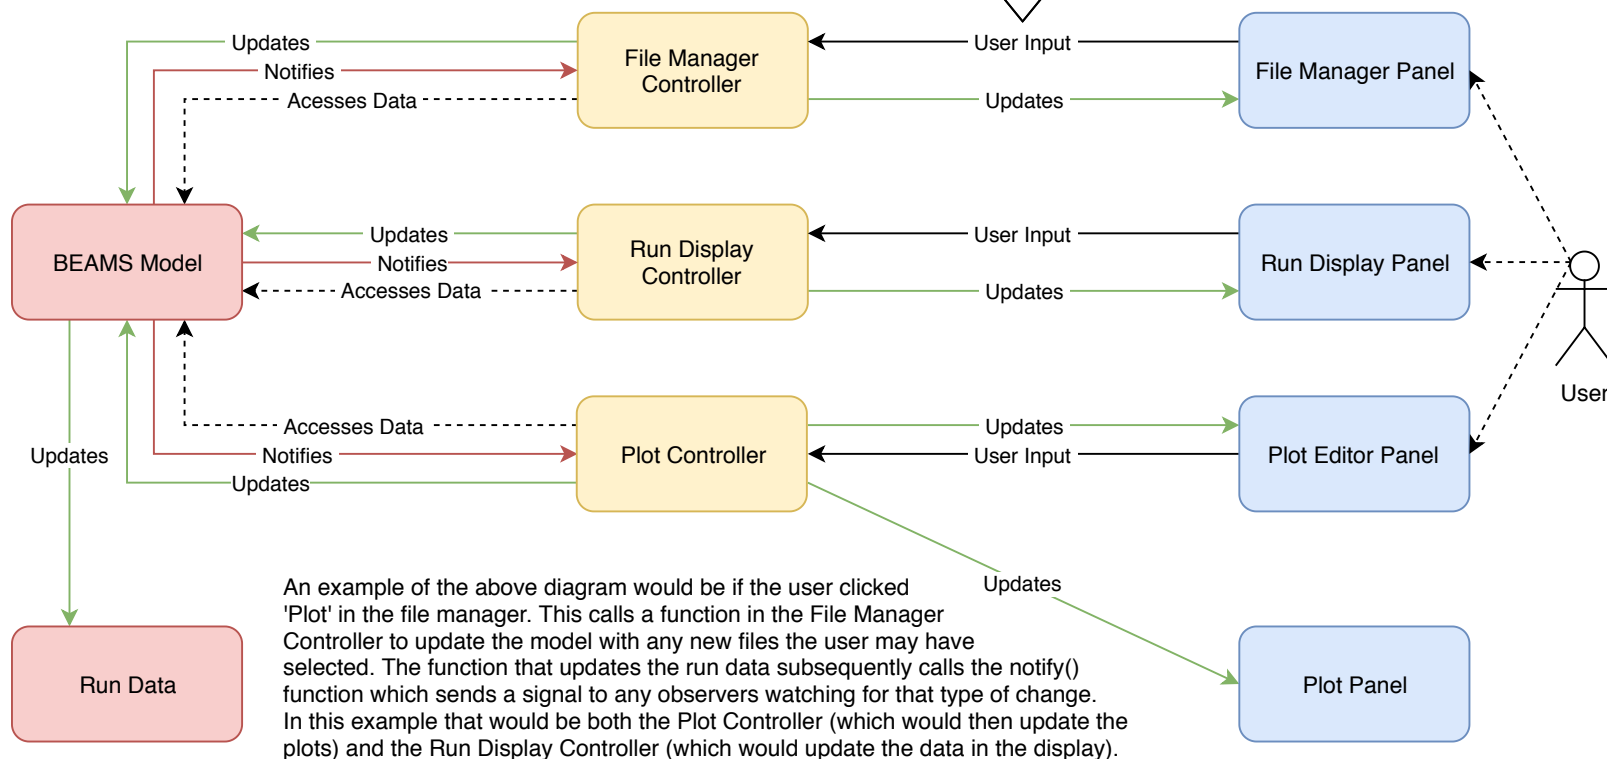 Updates
File Manager
Controller
User Input
Notifies
File Manager Panel
Acesses Data
Updates
Updates
User Input
BEAMS Model
Notifies
Run Display
Controller
Run Display Panel
Accesses Data
Updates
User
Accesses Data
Updates
Updates
Notifies
Plot Controller
User Input
Plot Editor Panel
Updates
Updates
An example of the above diagram would be if the user clicked
'Plot' in the file manager. This calls a function in the File Manager
Controller to update the model with any new files the user may have
selected. The function that updates the run data subsequently calls the notify()
function which sends a signal to any observers watching for that type of change.
In this example that would be both the Plot Controller (which would then update the
plots) and the Run Display Controller (which would update the data in the display).
Run Data
Plot Panel